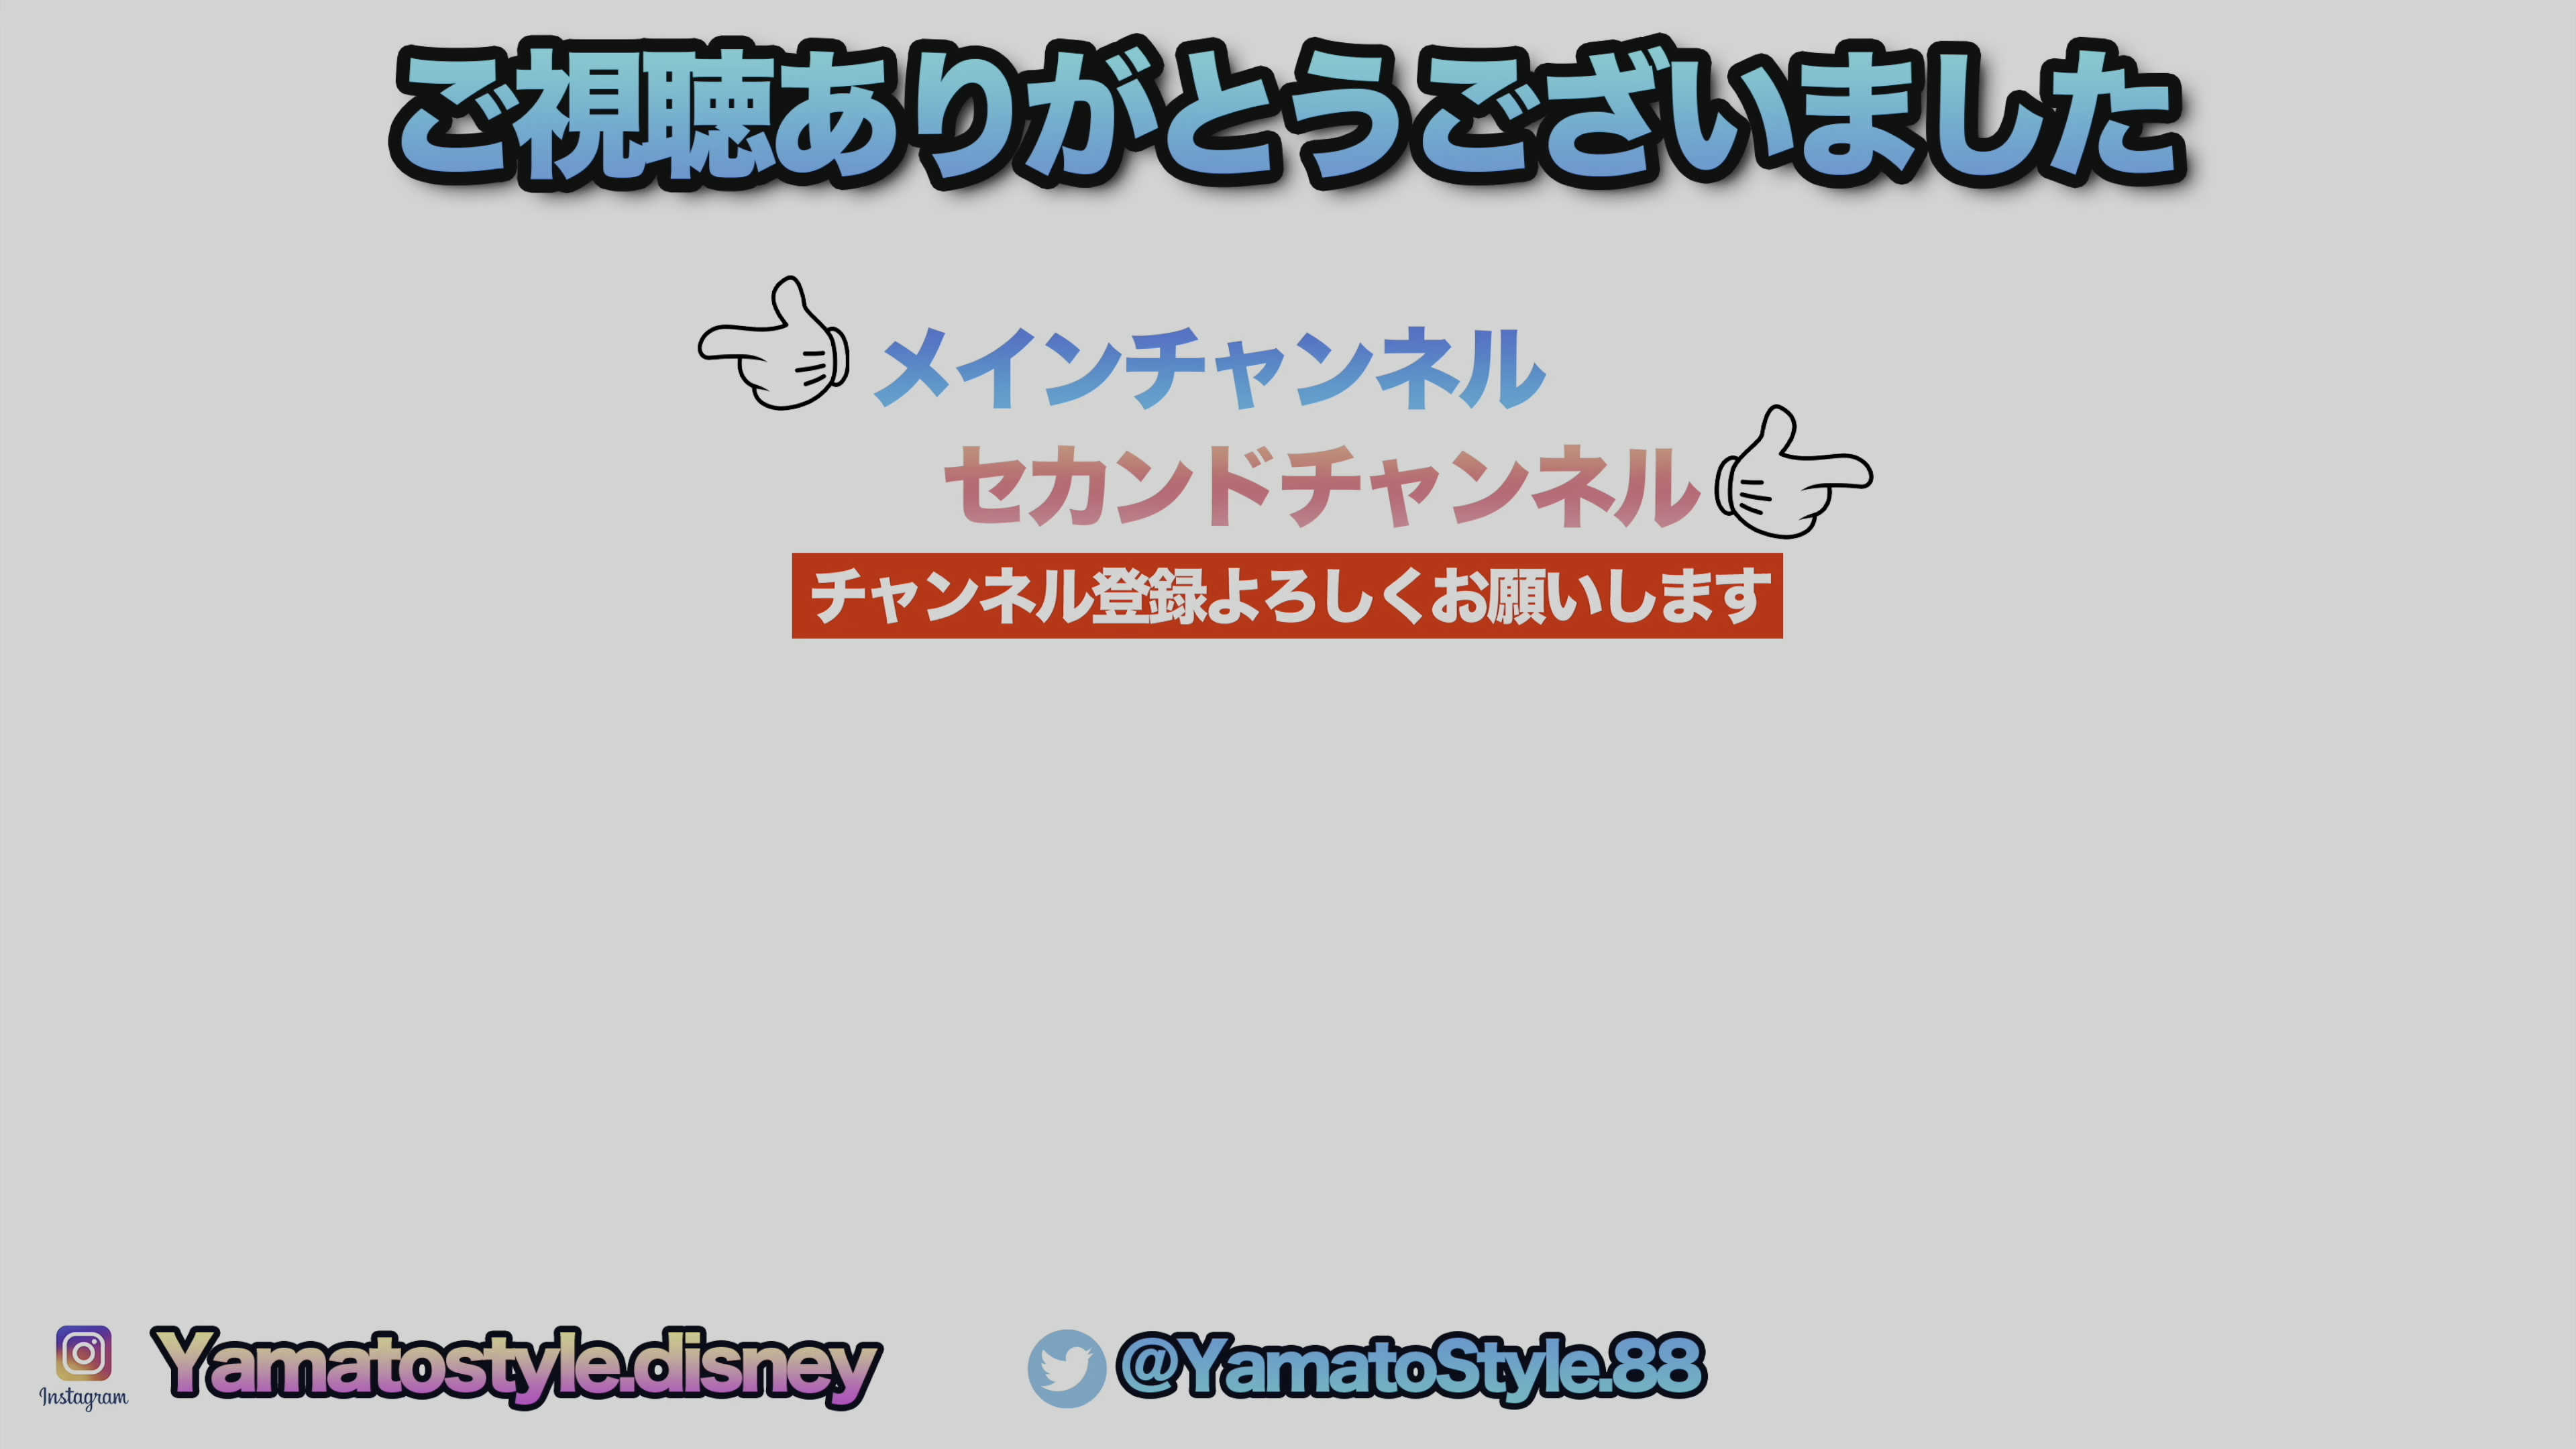 ご視聴ありがとうございました
メインチャンネル
セカンドチャンネル
チャンネル登録よろしくお願いします
Instagram
Yamatostyle.disney
@YamatoStyle.88